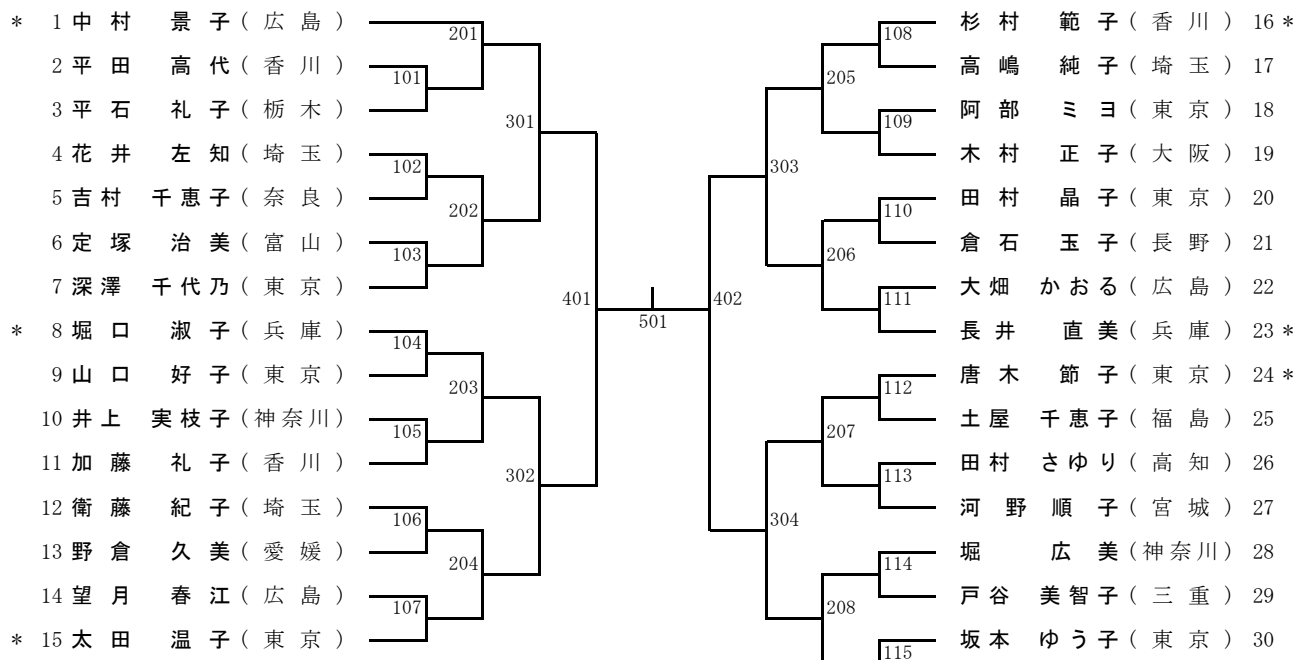 * 1 中村 景子 (広島)
2 平田 高代 (香川)
3 平石 礼子 (栃木)
4 花井 左知 (埼玉)
5 吉村 千恵子 (奈良)
6 定塚 治美 (富山)
7 深澤 千代乃 (東京)
* 8 堀口 淑子 (兵庫)
9 山口 好子 (東京)
10 井上 実枝子 (神奈川)
11 加藤 礼子 (香川)
12 衛藤 紀子 (埼玉)
13 野倉 久美 (愛媛)
14 望月 春江 (広島)
* 15 太田 温子 (東京)
101
102
103
104
105
106
107
201
202
203
204
301
302
401
501
402
303
304
205
206
207
208
108
109
110
111
112
113
114
115
杉村 範子 (香川) 16 *
高嶋 純子 (埼玉) 17
阿部 ミヨ (東京) 18
木村 正子 (大阪) 19
田村 晶子 (東京) 20
倉石 玉子 (長野) 21
大畑 かおる (広島) 22
長井 直美 (兵庫) 23 *
唐木 節子 (東京) 24 *
土屋 千恵子 (福島) 25
田村 さゆり (高知) 26
河野 順子 (宮城) 27
堀 広美 (神奈川) 28
戸谷 美智子 (三重) 29
坂本 ゆう子 (東京) 30